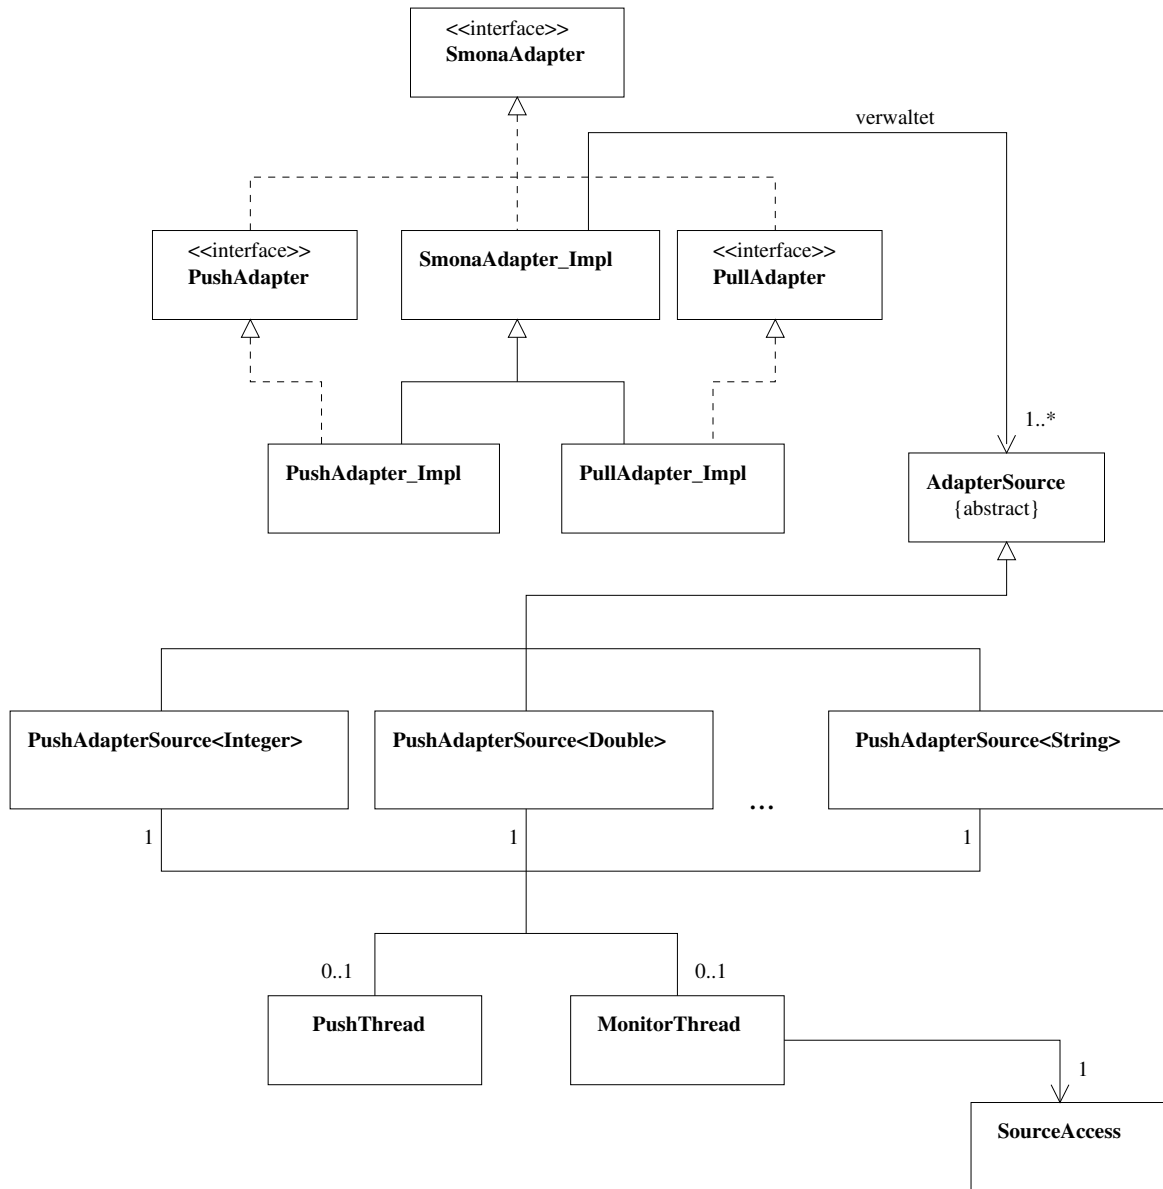 <<interface>>
SmonaAdapter
verwaltet
<<interface>>
PushAdapter
SmonaAdapter_Impl
<<interface>>
PullAdapter
PushAdapter_Impl
PullAdapter_Impl
1..*
AdapterSource
{abstract}
PushAdapterSource<Integer>
PushAdapterSource<Double>
...
PushAdapterSource<String>
1
1
1
0..1
0..1
PushThread
MonitorThread
1
SourceAccess